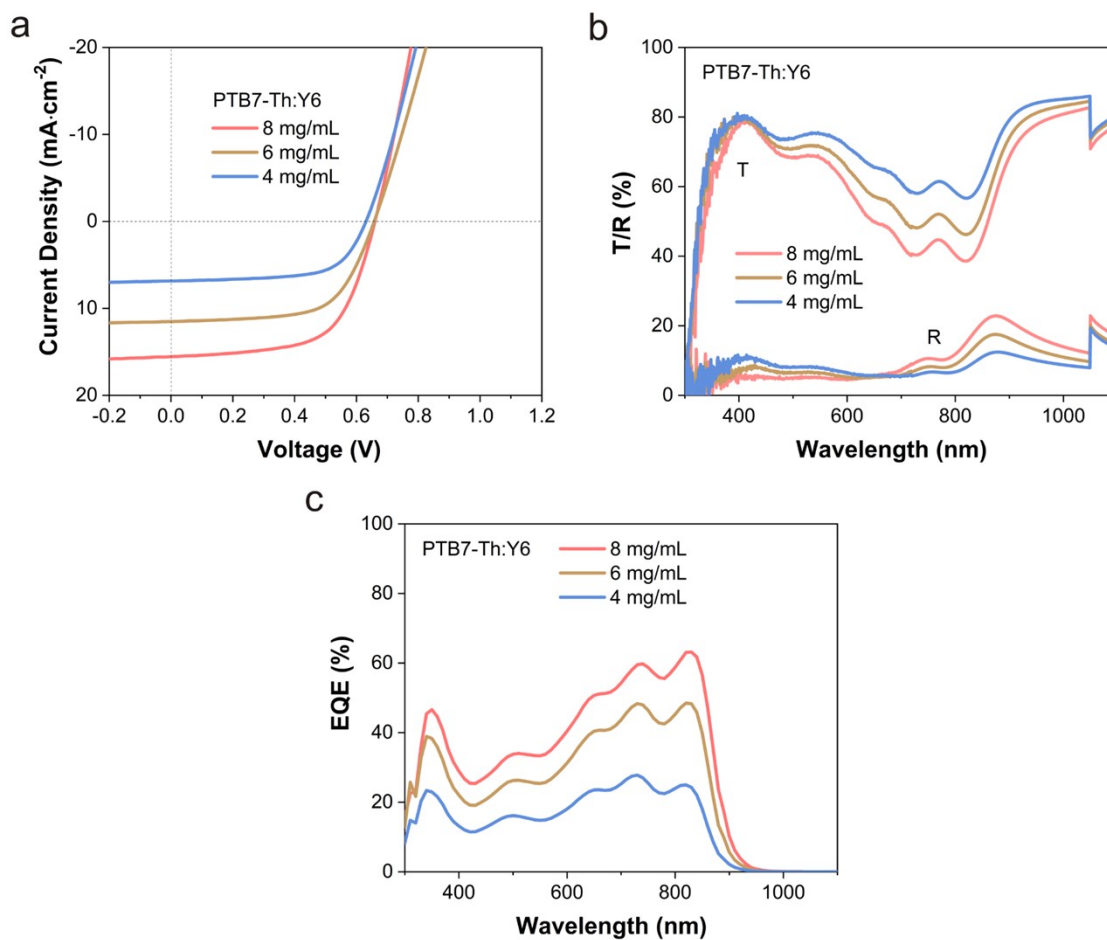 a
Current Density (mA·cm⁻²)
-20
-10
0
10
20
PTB7-Th:Y6
8 mg/mL
6 mg/mL
4 mg/mL
-0.2 0.0 0.2 0.4 0.6 0.8 1.0 1.2
Voltage (V)
b
T/R (%)
100
80
60
40
20
0
PTB7-Th:Y6
T
8 mg/mL
6 mg/mL
4 mg/mL
R
400 600 800 1000
Wavelength (nm)
c
EQE (%)
100
80
60
40
20
0
PTB7-Th:Y6
8 mg/mL
6 mg/mL
4 mg/mL
400 600 800 1000
Wavelength (nm)